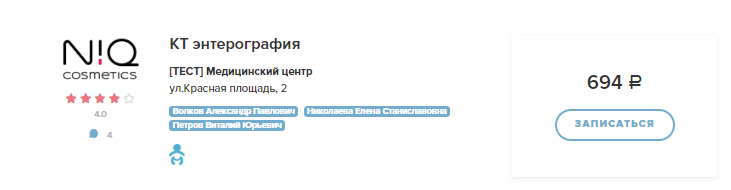 КТ энтерография
NIQ
COSMETICS
[ТЕСТ] Медицинский центр
ул.Красная площадь, 2
4.0
4
Волков Александр Павлович Николаева Елена Станиславовна
Петров Виталий Юрьевич
694 ₽
ЗАПИСАТЬСЯ